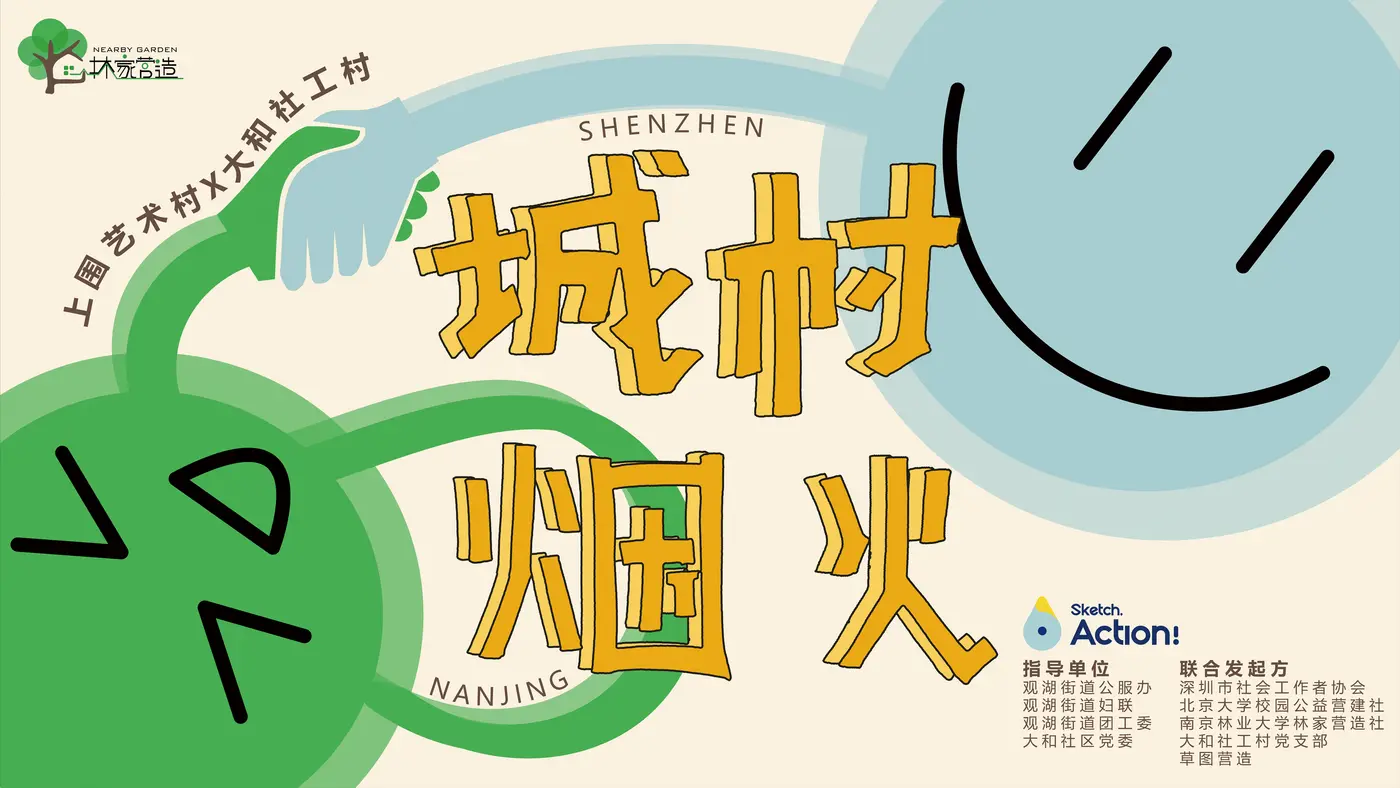 NEARBY GARDEN
林家营造
上围艺术村X大和社工村
SHENZHEN
城村
烟火
NANJING
Sketch.
Action!
指导单位
观湖街道公服办
观湖街道妇联
观湖街道团工委
大和社区党委
联合发起方
深圳市社会工作者协会
北京大学校园公益营建社
南京林业大学林家营造社
大和社工村党支部
草图营造